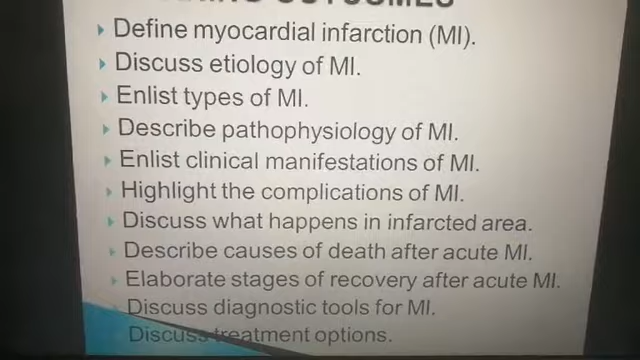 OUTCOMES
Define myocardial infarction (MI).
Discuss etiology of MI.
Enlist types of MI.
Describe pathophysiology of MI.
Enlist clinical manifestations of MI.
Highlight the complications of MI.
Discuss what happens in infarcted area.
Describe causes of death after acute MI.
Elaborate stages of recovery after acute MI.
Discuss diagnostic tools for MI.
Discuss treatment options.